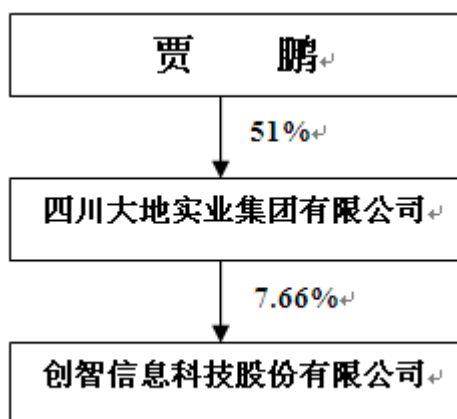 贾 鹏
51%
四川大地实业集团有限公司
7.66%
创智信息科技股份有限公司